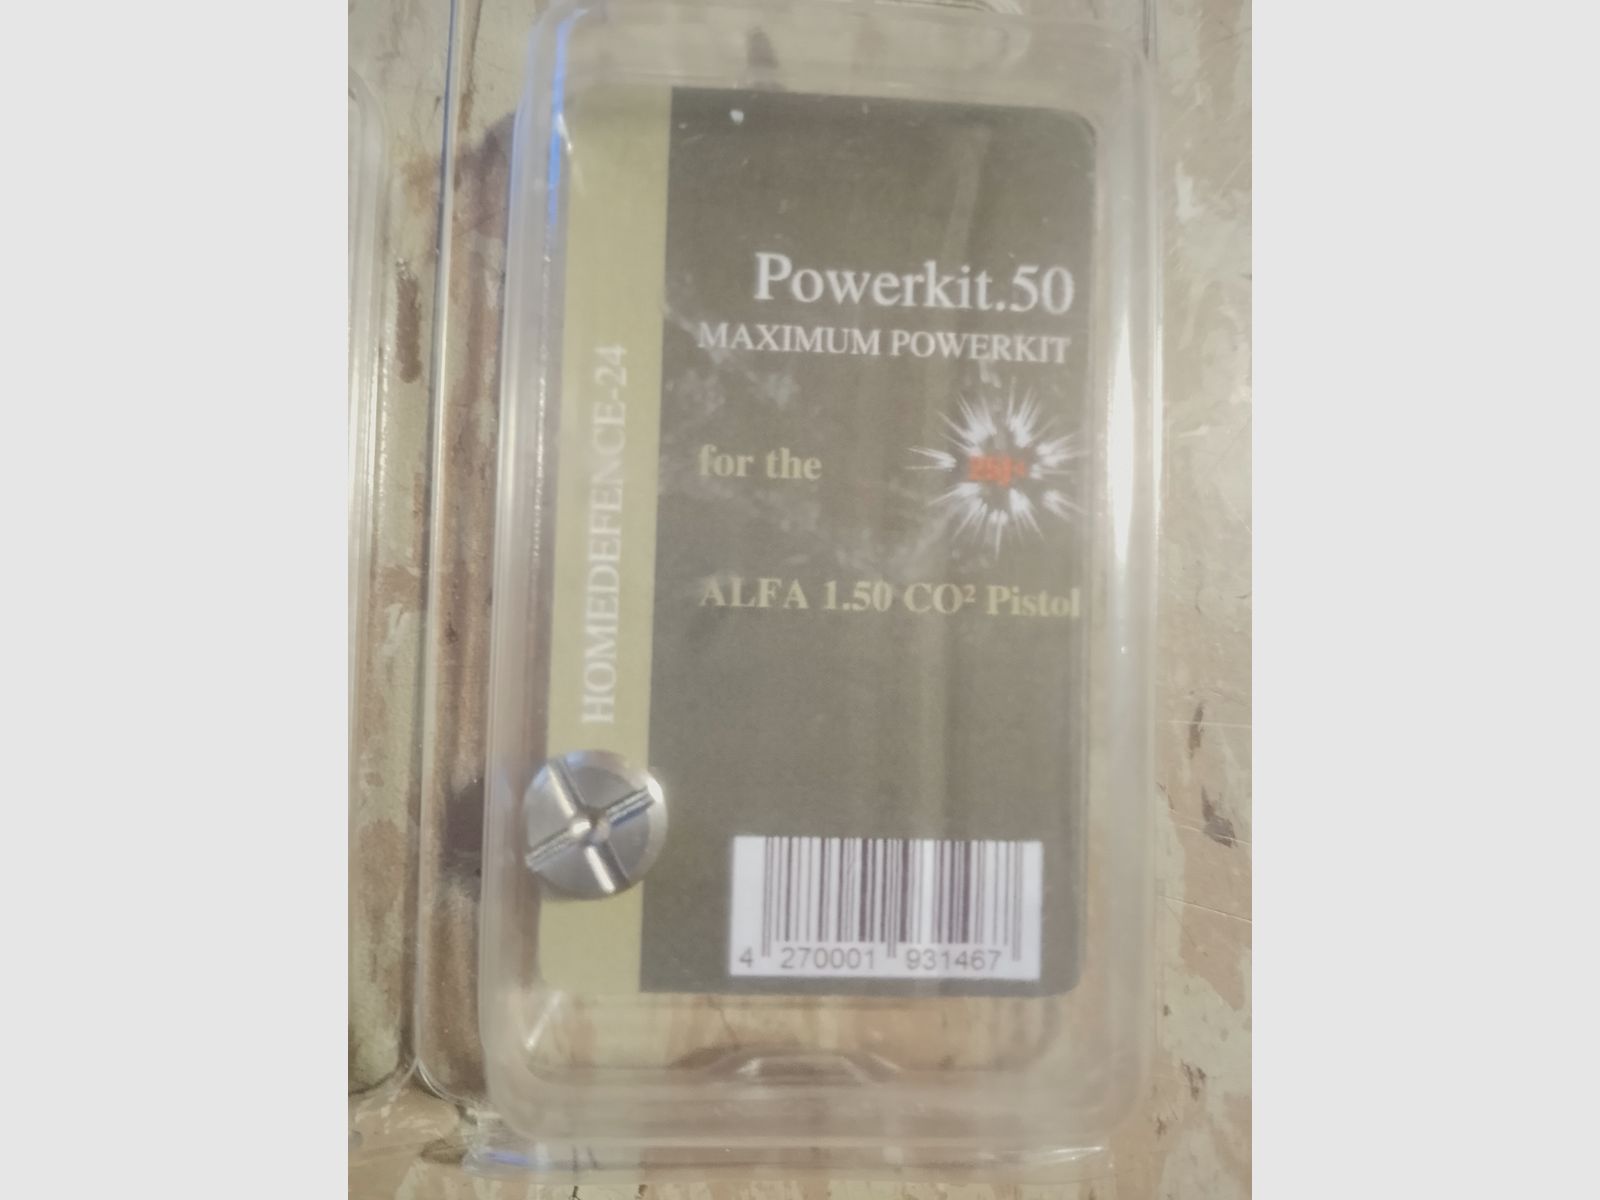 Powerkit.50
MAXIMUM POWERKIT
for the
ALFA 1.50 CO² Pistol
HOMEDEFENCE-24
4 270001 931467